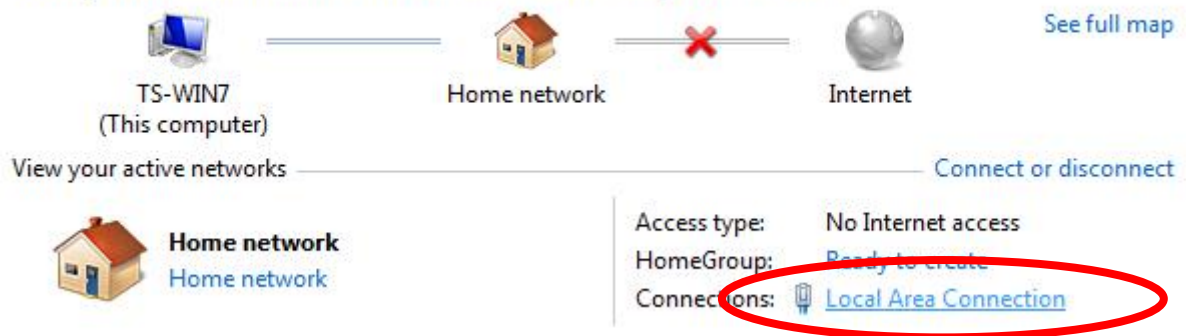 See full map
TS-WIN7
(This computer)
Home network
Internet
View your active networks
Connect or disconnect
Home network
Home network
Access type: No Internet access
HomeGroup: Ready to create
Connections: Local Area Connection